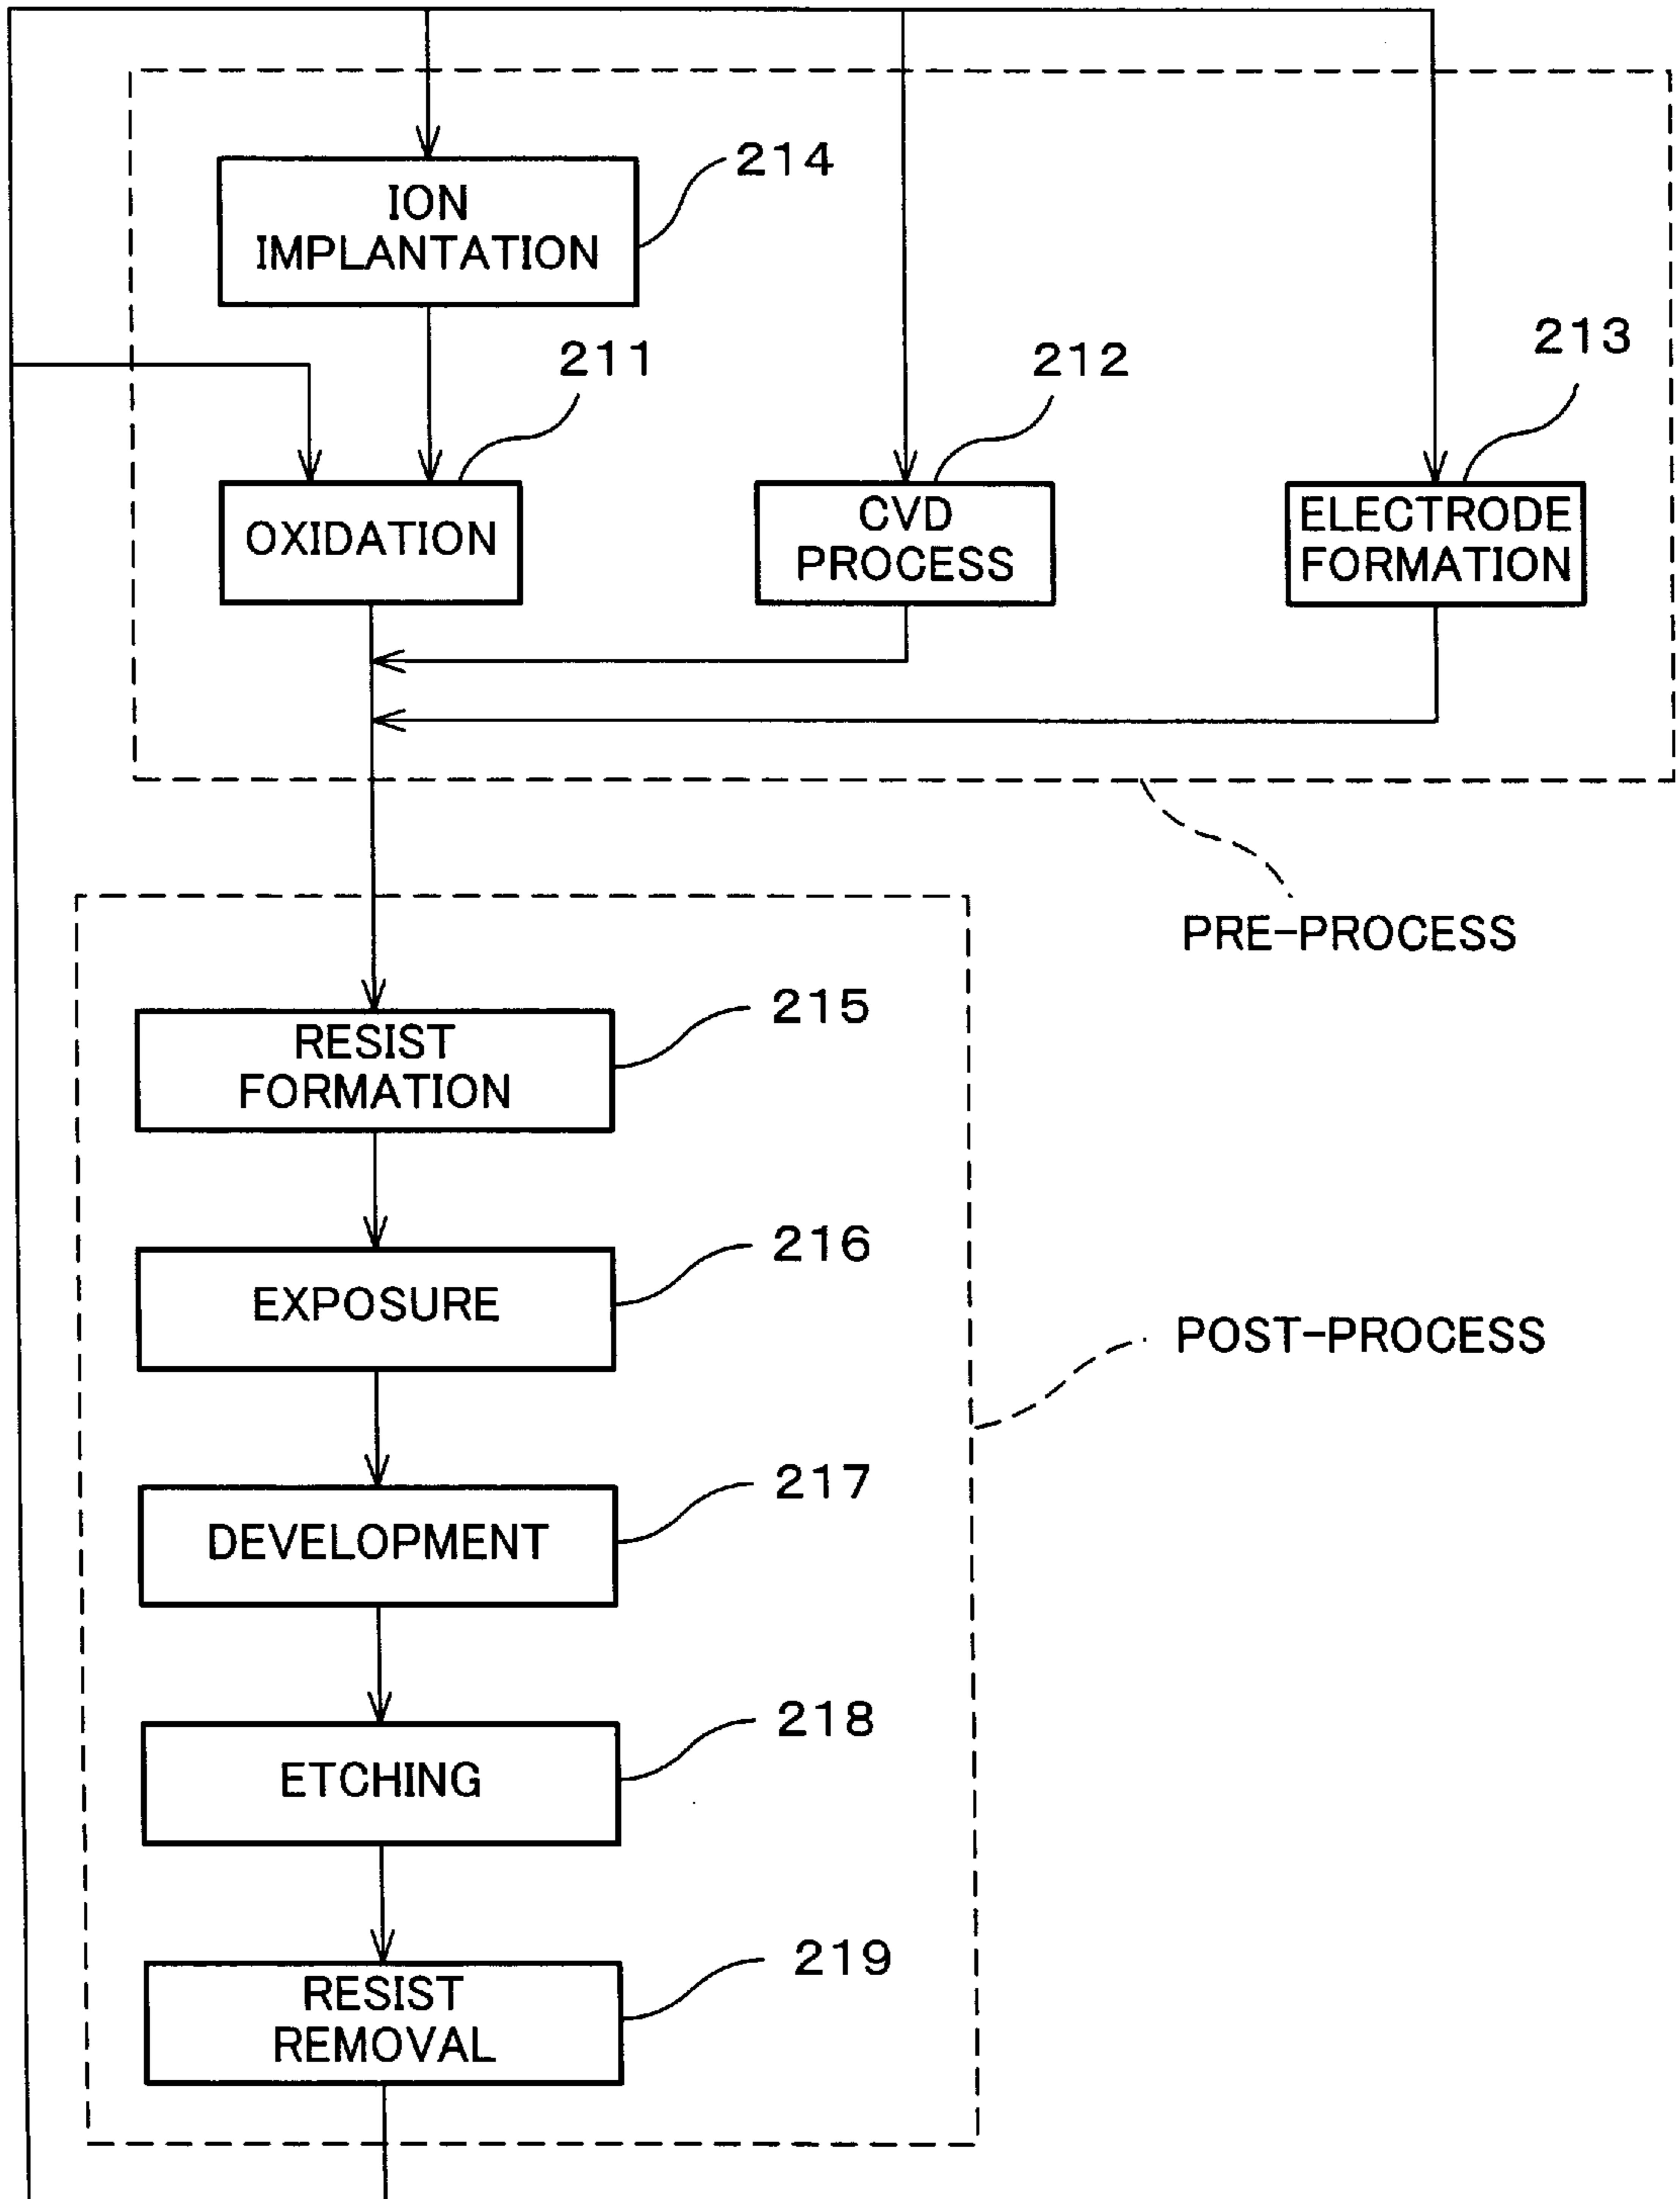 214
ION
IMPLANTATION
211
212
213
OXIDATION
CVD
PROCESS
ELECTRODE
FORMATION
PRE-PROCESS
215
RESIST
FORMATION
216
EXPOSURE
POST-PROCESS
217
DEVELOPMENT
218
ETCHING
219
RESIST
REMOVAL